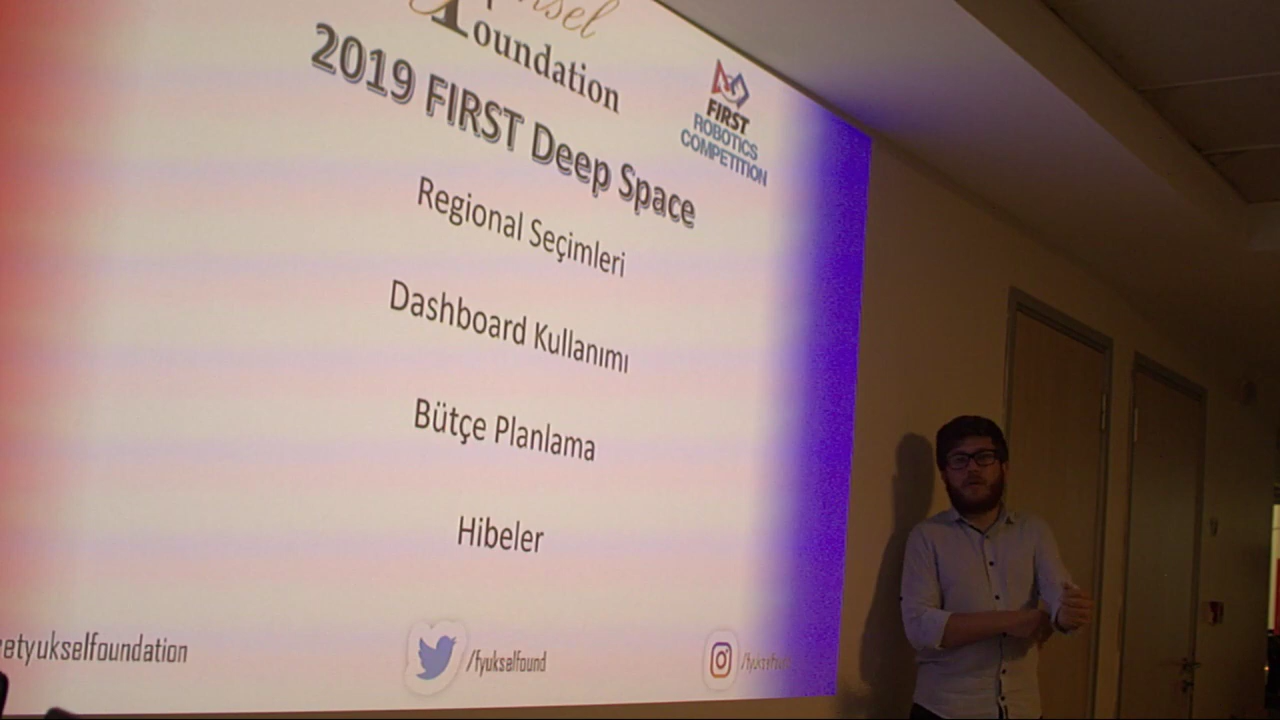 oundation
2019 FIRST Deep Space
FIRST
ROBOTICS
COMPETITION
Regional Seçimleri
Dashboard Kullanımı
Bütçe Planlama
Hibeler
etyukselfoundation
/fyukselfound